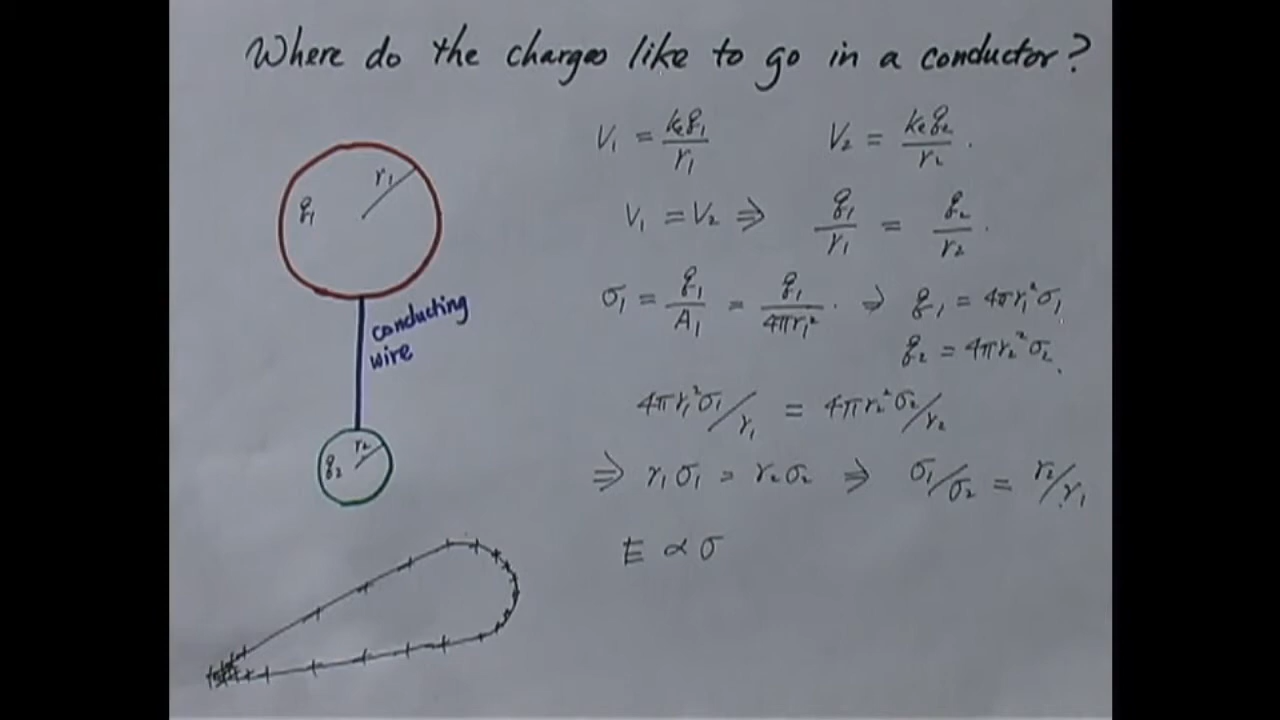 Where do the charges like to go in a conductor?
V₁ = keq₁/r₁ V₂ = keq₂/r₂.
r₁
q₁
V₁ = V₂ ⇒ q₁/r₁ = q₂/r₂.
σ₁ = q₁/A₁ = q₁/4πr₁². ⇒ q₁ = 4πr₁²σ₁
conducting
wire
q₂ = 4πr₂²σ₂
4πr₁²σ₁/r₁ = 4πr₂²σ₂/r₂
r₂
q₂
⇒ r₁σ₁ = r₂σ₂ ⇒ σ₁/σ₂ = r₂/r₁
E ∝ σ